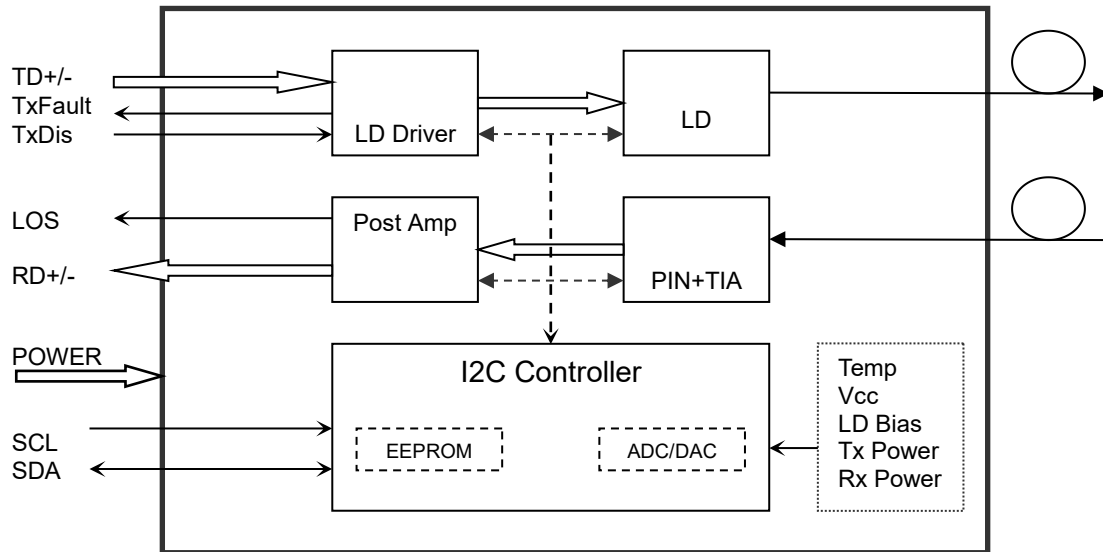 TD+/-
TxFault
TxDis
LD Driver
LD
LOS
Post Amp
RD+/-
PIN+TIA
POWER
I2C Controller
SCL
SDA
EEPROM
ADC/DAC
Temp
Vcc
LD Bias
Tx Power
Rx Power